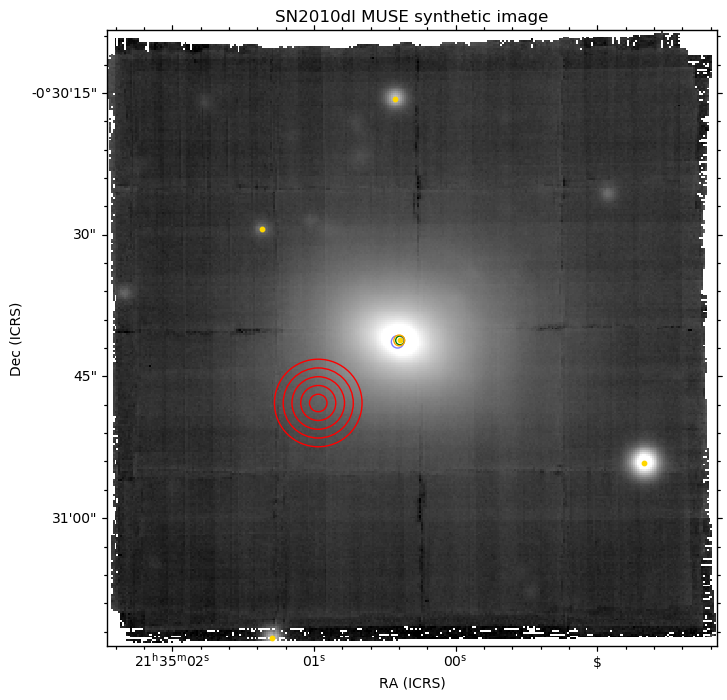 SN2010dl MUSE synthetic image
-0°30'15"
30"
45"
31'00"
Dec (ICRS)
21ʰ35ᵐ02ˢ
01ˢ
00ˢ
$
RA (ICRS)